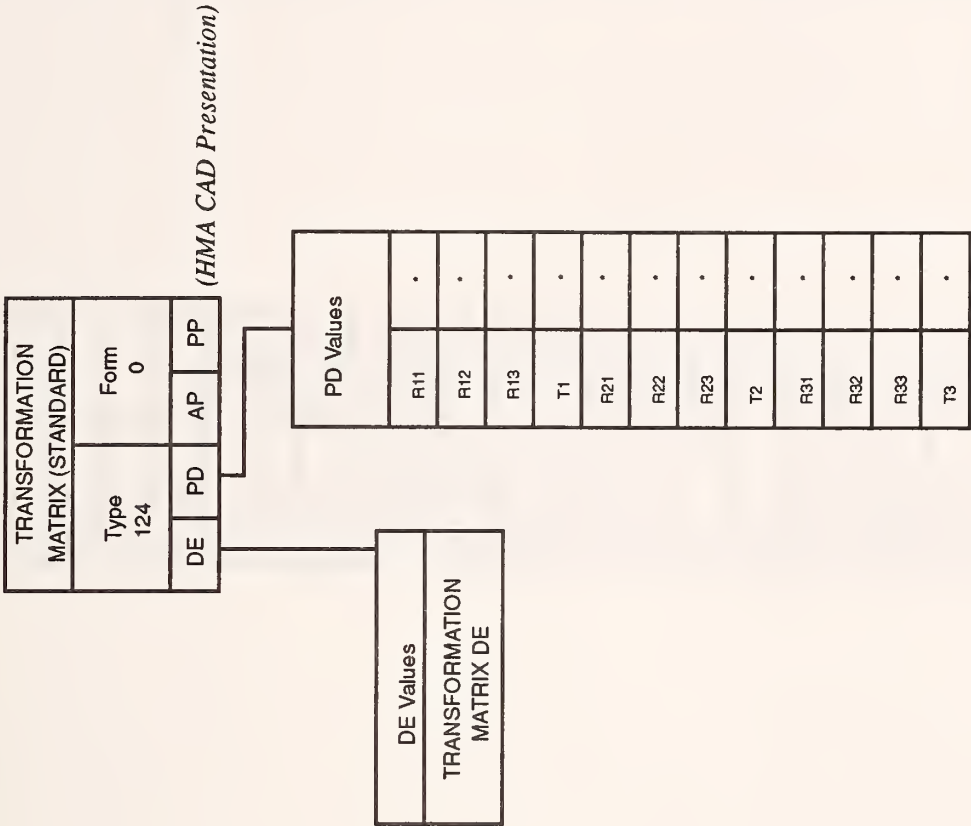 TRANSFORMATION
MATRIX (STANDARD)
Type
124
Form
0
DE
PD
AP
PP
(HMA CAD Presentation)
DE Values
TRANSFORMATION
MATRIX DE
PD Values
R11 .
R12 .
R13 .
T1 .
R21 .
R22 .
R23 .
T2 .
R31 .
R32 .
R33 .
T3 .